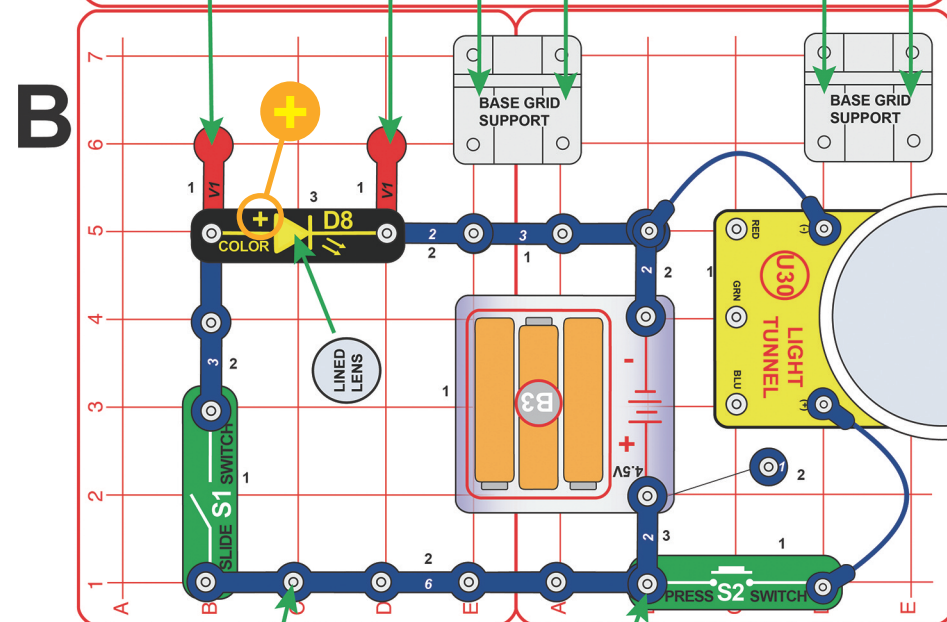 B
7
BASE GRID
SUPPORT
BASE GRID
SUPPORT
+
6
1
V1
3
1
V1
5
+
D8
COLOR
2
2
3
1
RED
(-)
2
2
1
U30
GRN
LIGHT
TUNNEL
4
3
2
LINED
LENS
-
1
B3
BLU
(+)
3
+
4.5V
SLIDE S1 SWITCH
1
2
1
2
2
3
1
2
6
1
PRESS S2 SWITCH
A
B
C
D
E
A
C
E